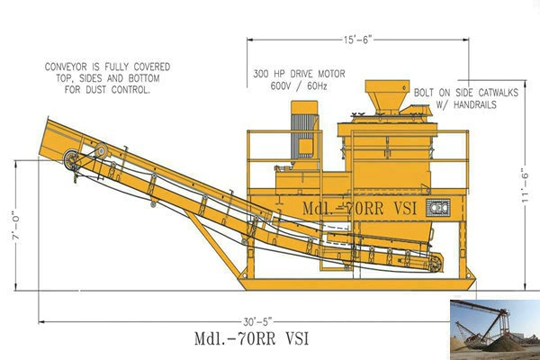 15'-6"
CONVEYOR IS FULLY COVERED
TOP, SIDES AND BOTTOM
FOR DUST CONTROL.
300 HP DRIVE MOTOR
600V / 60Hz
BOLT ON SIDE CATWALKS
W/ HANDRAILS
7'-0"
11'-6"
Mdl.-70RR VSI
30'-5"
Mdl.-70RR VSI